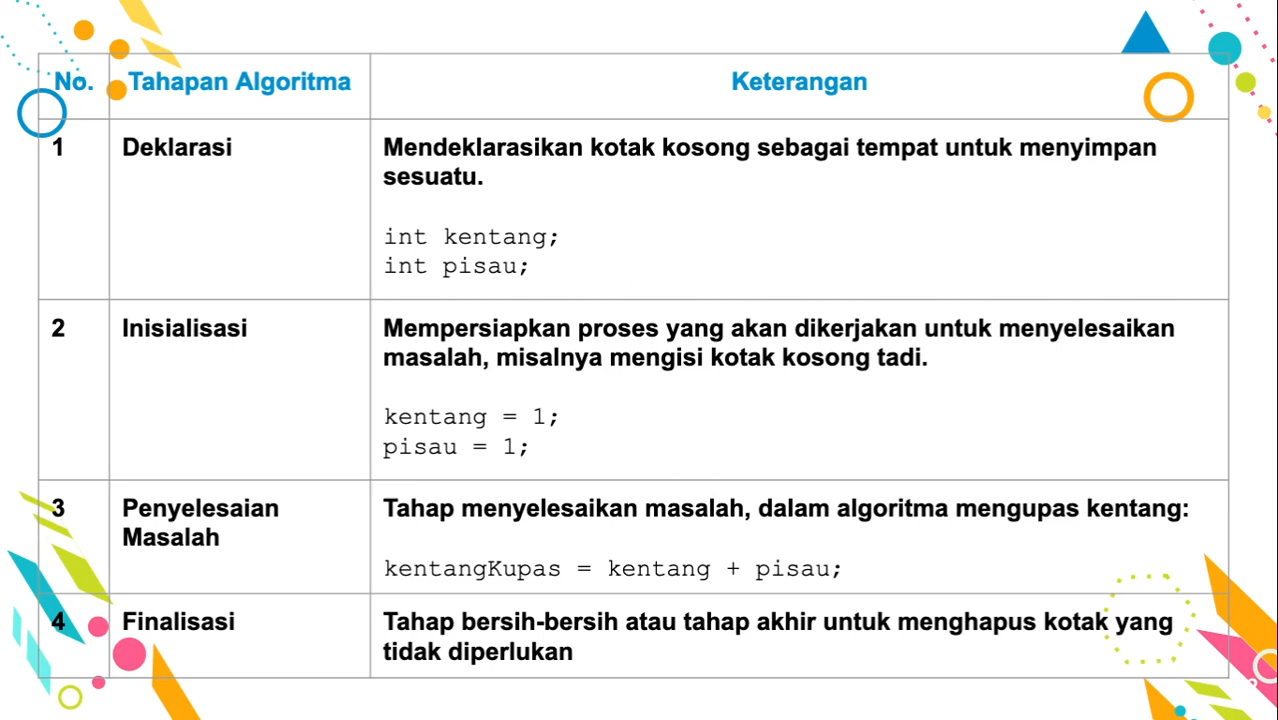 No. Tahapan Algoritma Keterangan
1 Deklarasi Mendeklarasikan kotak kosong sebagai tempat untuk menyimpan
sesuatu.
int kentang;
int pisau;
2 Inisialisasi Mempersiapkan proses yang akan dikerjakan untuk menyelesaikan
masalah, misalnya mengisi kotak kosong tadi.
kentang = 1;
pisau = 1;
3 Penyelesaian Tahap menyelesaikan masalah, dalam algoritma mengupas kentang:
Masalah
kentangKupas = kentang + pisau;
4 Finalisasi Tahap bersih-bersih atau tahap akhir untuk menghapus kotak yang
tidak diperlukan